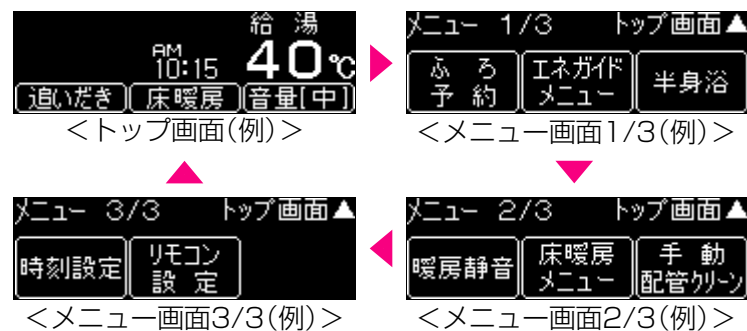 給 湯
AM
10:15 40℃
追いだき 床暖房 音量[中]
<トップ画面(例)>
メニュー 1/3 トップ画面▲
ふ ろ
予 約
エネガイド
メニュー
半身浴
<メニュー画面1/3(例)>
メニュー 3/3 トップ画面▲
時刻設定
リモコン
設 定
<メニュー画面3/3(例)>
メニュー 2/3 トップ画面▲
暖房静音
床暖房
メニュー
手 動
配管クリーン
<メニュー画面2/3(例)>